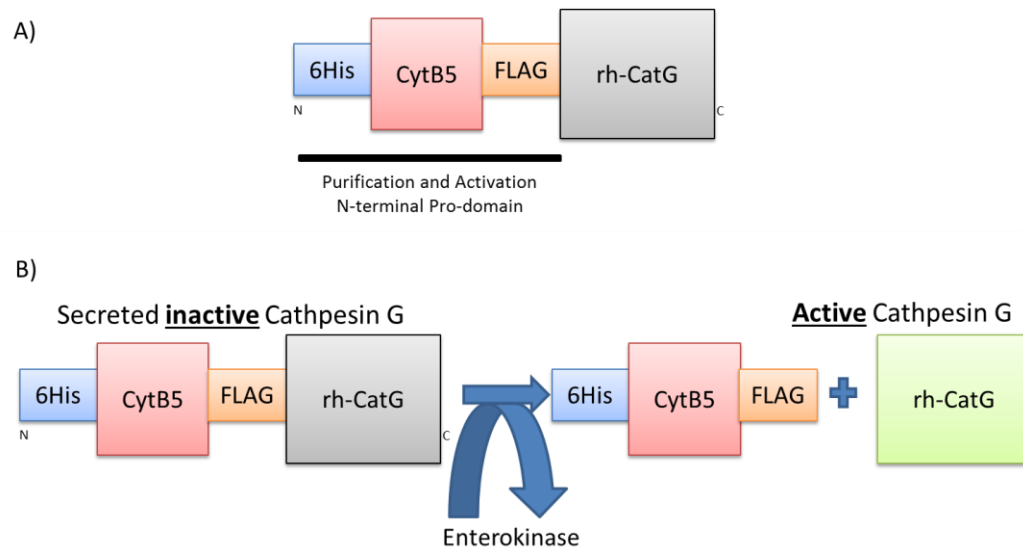 A)
6His
CytB5
FLAG
rh-CatG
N
C
Purification and Activation
N-terminal Pro-domain
B)
Secreted inactive Cathpesin G
Active Cathpesin G
6His
CytB5
FLAG
rh-CatG
N
C
6His
CytB5
FLAG
rh-CatG
Enterokinase